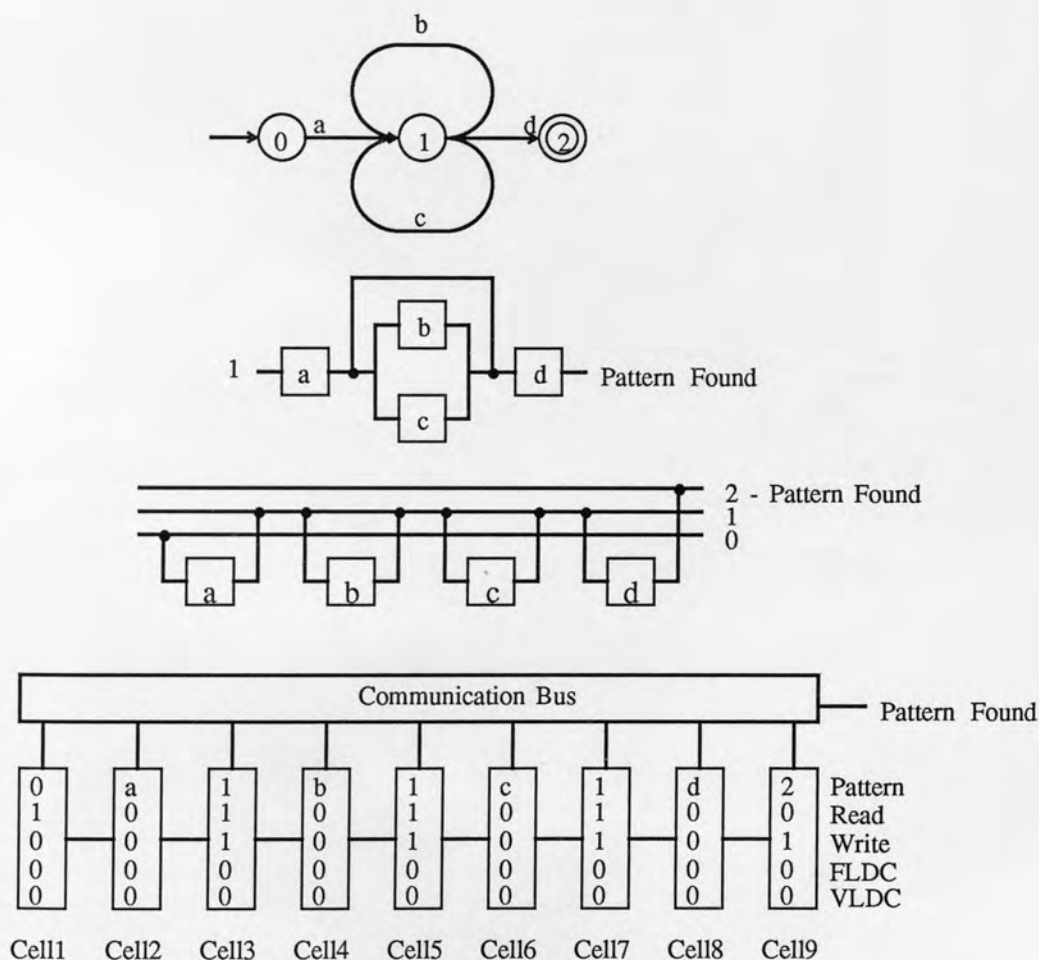 b
0 a 1 d 2
c
b
1 a d Pattern Found
c
2 - Pattern Found
1
0
a b c d
Communication Bus
Pattern Found
0 a 1 b 1 c 1 d 2 Pattern
1 0 1 0 1 0 1 0 0 Read
0 0 1 0 1 0 1 0 1 Write
0 0 0 0 0 0 0 0 0 FLDC
0 0 0 0 0 0 0 0 0 VLDC
Cell1 Cell2 Cell3 Cell4 Cell5 Cell6 Cell7 Cell8 Cell9